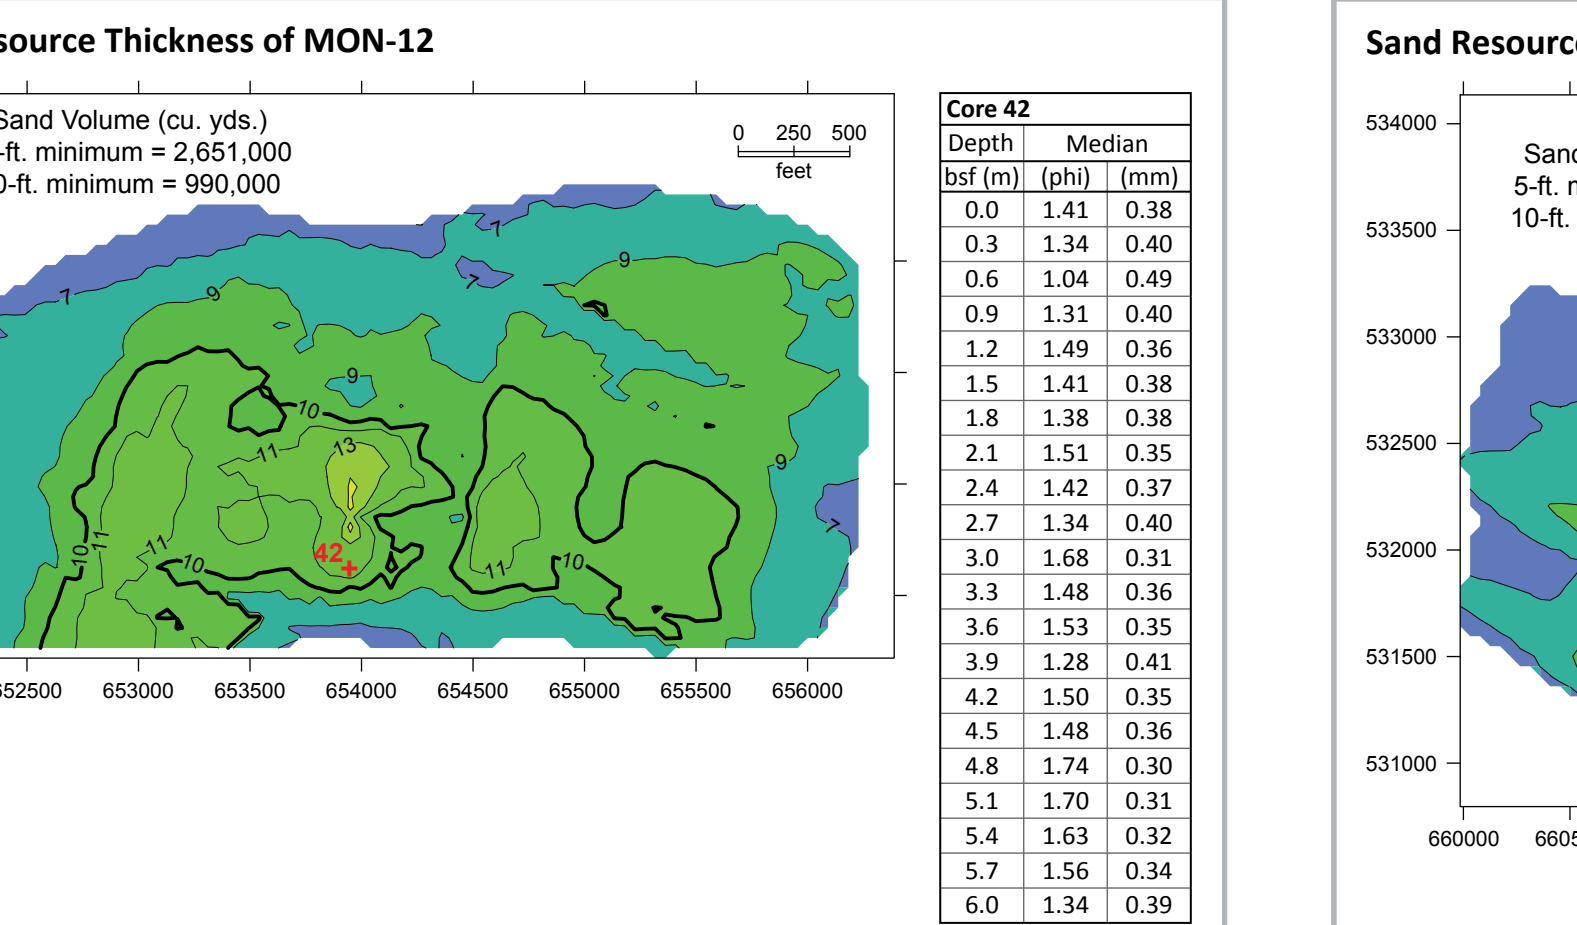 source Thickness of MON-12
Sand Volume (cu. yds.)
-ft. minimum = 2,651,000
0-ft. minimum = 990,000
0 250 500
feet
7
7
9
7
9
9
10
13
11
9
7
10
11
11
10
42
11
10
652500 653000 653500 654000 654500 655000 655500 656000
Core 42
Depth Median
bsf (m) (phi) (mm)
0.0 1.41 0.38
0.3 1.34 0.40
0.6 1.04 0.49
0.9 1.31 0.40
1.2 1.49 0.36
1.5 1.41 0.38
1.8 1.38 0.38
2.1 1.51 0.35
2.4 1.42 0.37
2.7 1.34 0.40
3.0 1.68 0.31
3.3 1.48 0.36
3.6 1.53 0.35
3.9 1.28 0.41
4.2 1.50 0.35
4.5 1.48 0.36
4.8 1.74 0.30
5.1 1.70 0.31
5.4 1.63 0.32
5.7 1.56 0.34
6.0 1.34 0.39
Sand Resourc
534000
533500
533000
532500
532000
531500
531000
San
5-ft.
10-ft.
660000 660